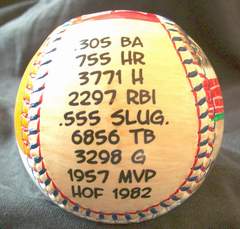 .305 BA
755 HR
3771 H
2297 RBI
.555 SLUG.
6856 TB
3298 G
1957 MVP
HOF 1982